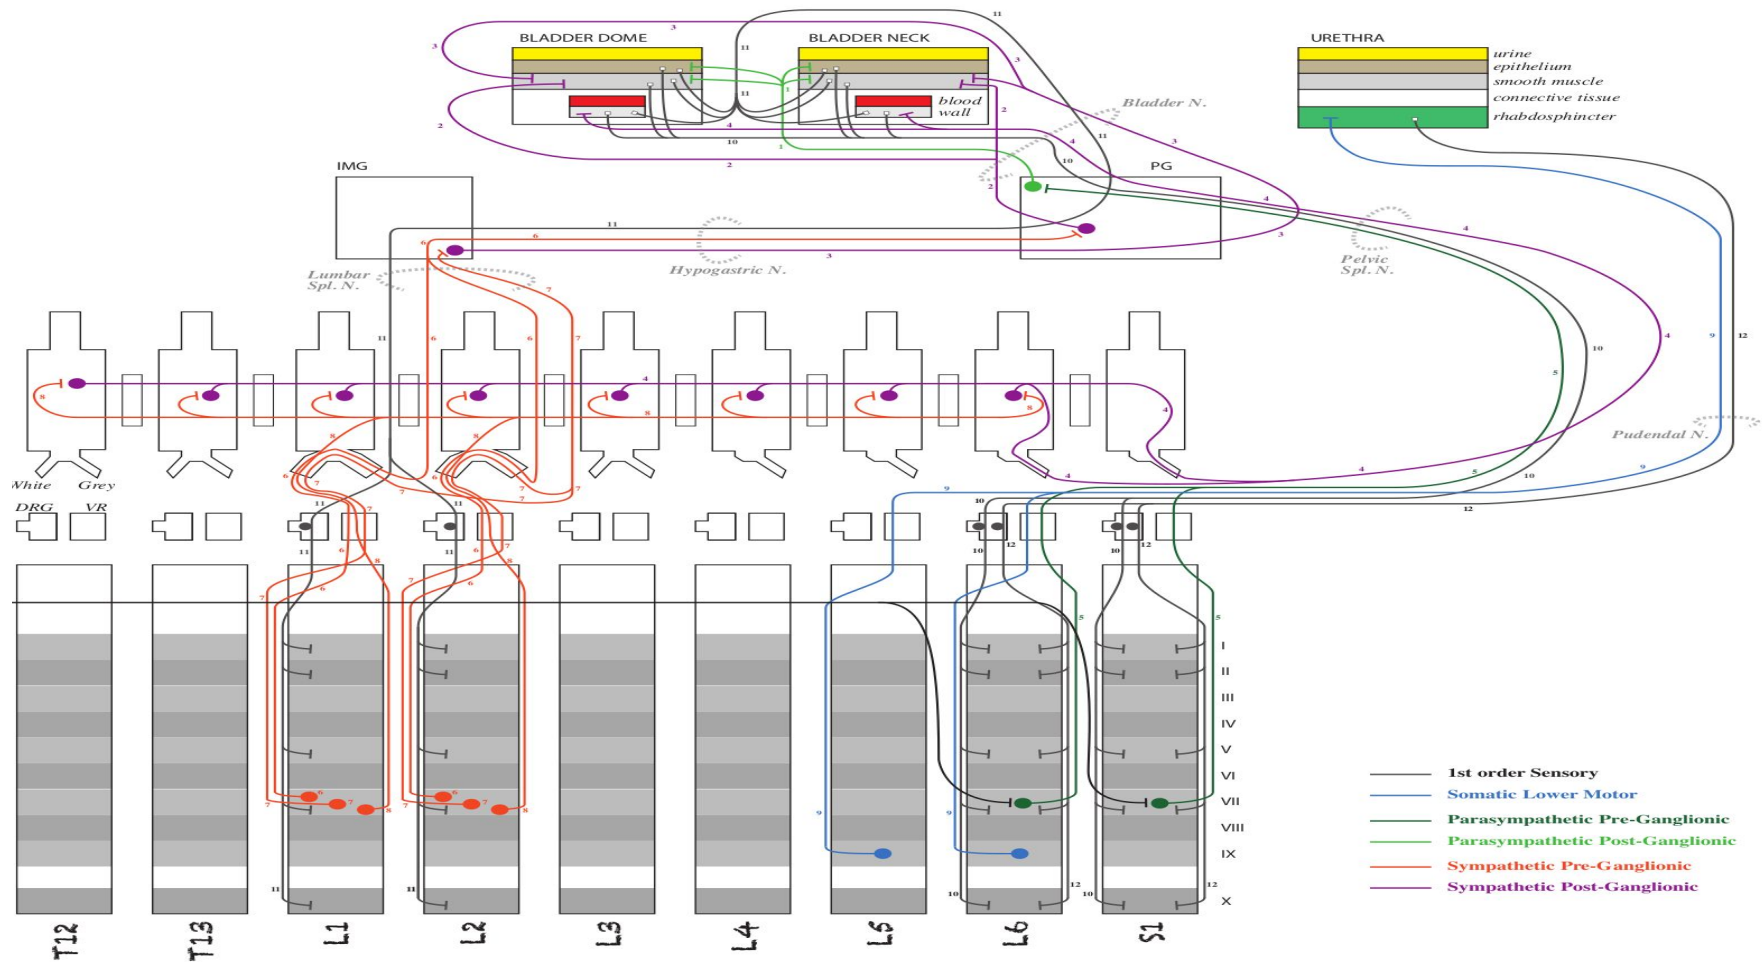 BLADDER DOME
BLADDER NECK
URETHRA
urine
epithelium
smooth muscle
connective tissue
rhabdosphincter
blood
wall
Bladder N.
IMG
PG
Hypogastric N.
Lumbar
Spl. N.
Pelvic
Spl. N.
Pudendal N.
White Grey
DRG VR
I
II
III
IV
V
VI
VII
VIII
IX
X
1st order Sensory
Somatic Lower Motor
Parasympathetic Pre-Ganglionic
Parasympathetic Post-Ganglionic
Sympathetic Pre-Ganglionic
Sympathetic Post-Ganglionic
T12 T13 L1 L2 L3 L4 L5 L6 S1